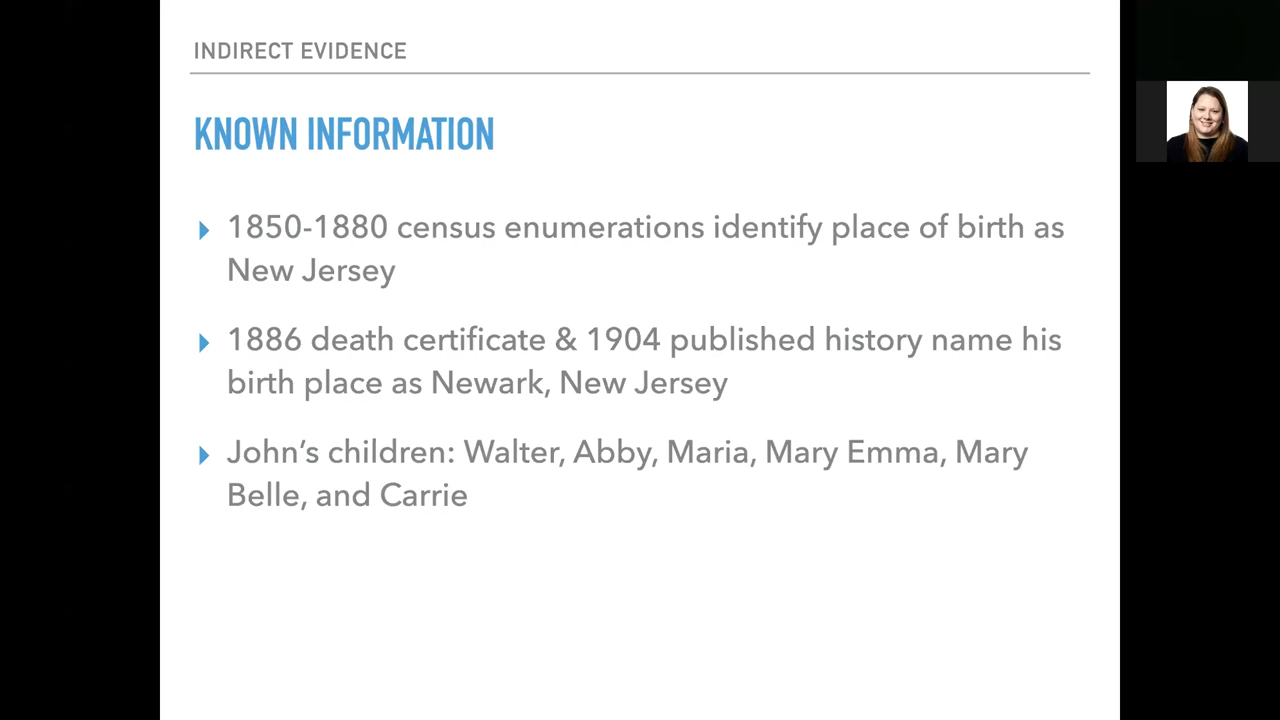 INDIRECT EVIDENCE
KNOWN INFORMATION
1850-1880 census enumerations identify place of birth as
New Jersey
1886 death certificate & 1904 published history name his
birth place as Newark, New Jersey
John’s children: Walter, Abby, Maria, Mary Emma, Mary
Belle, and Carrie